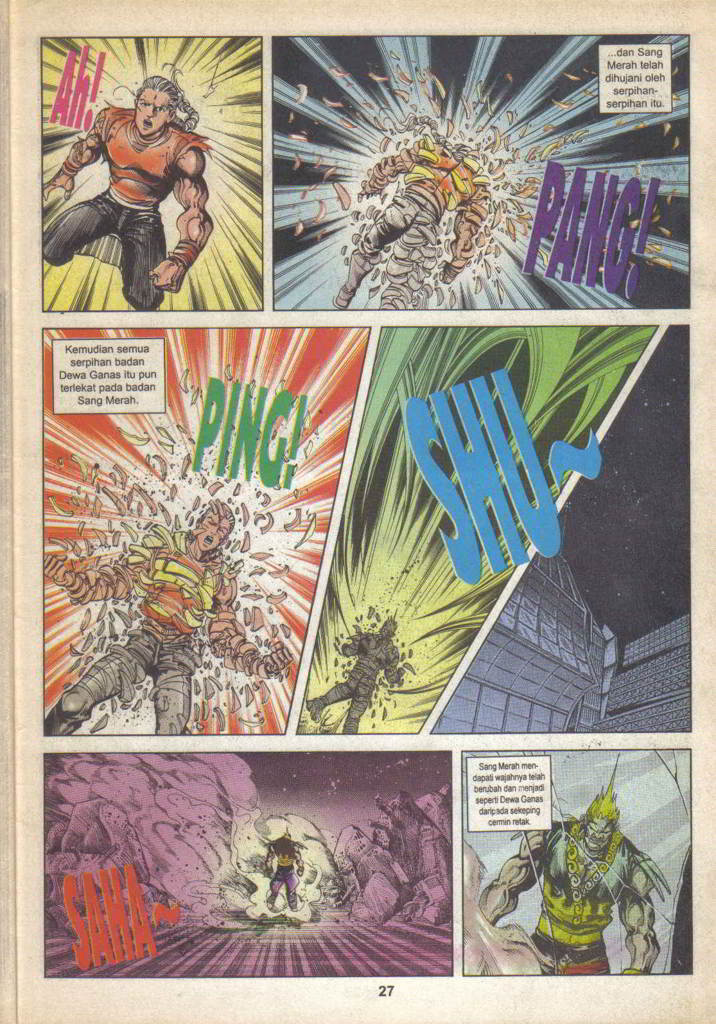 Ah!
...dan Sang
Merah telah
dihujani oleh
serpihan-
serpihan itu.
PANG!
Kemudian semua
serpihan badan
Dewa Ganas itu pun
terlekat pada badan
Sang Merah.
PING!
SHU~
SAHA~
Sang Merah men-
dapati wajahnya telah
berubah dan menjadi
seperti Dewa Ganas
daripada sekeping
cermin retak.
27